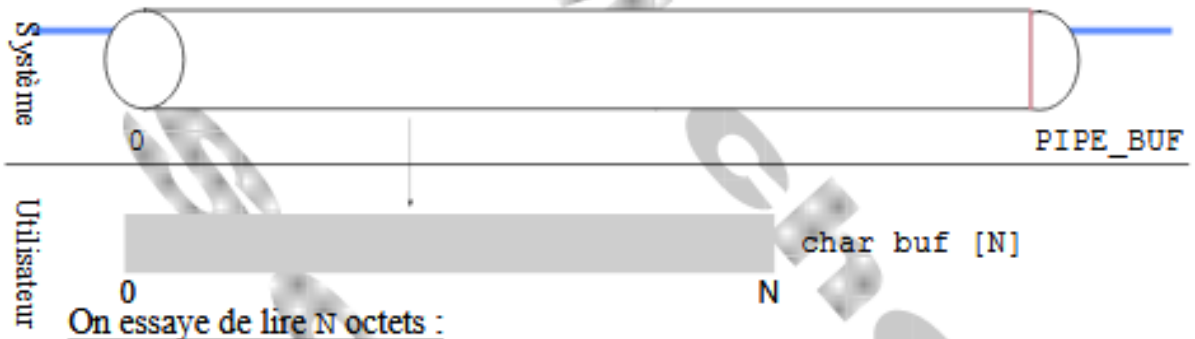 Système
0
PIPE_BUF
Utilisateur
char buf [N]
0
N
On essaye de lire N octets :